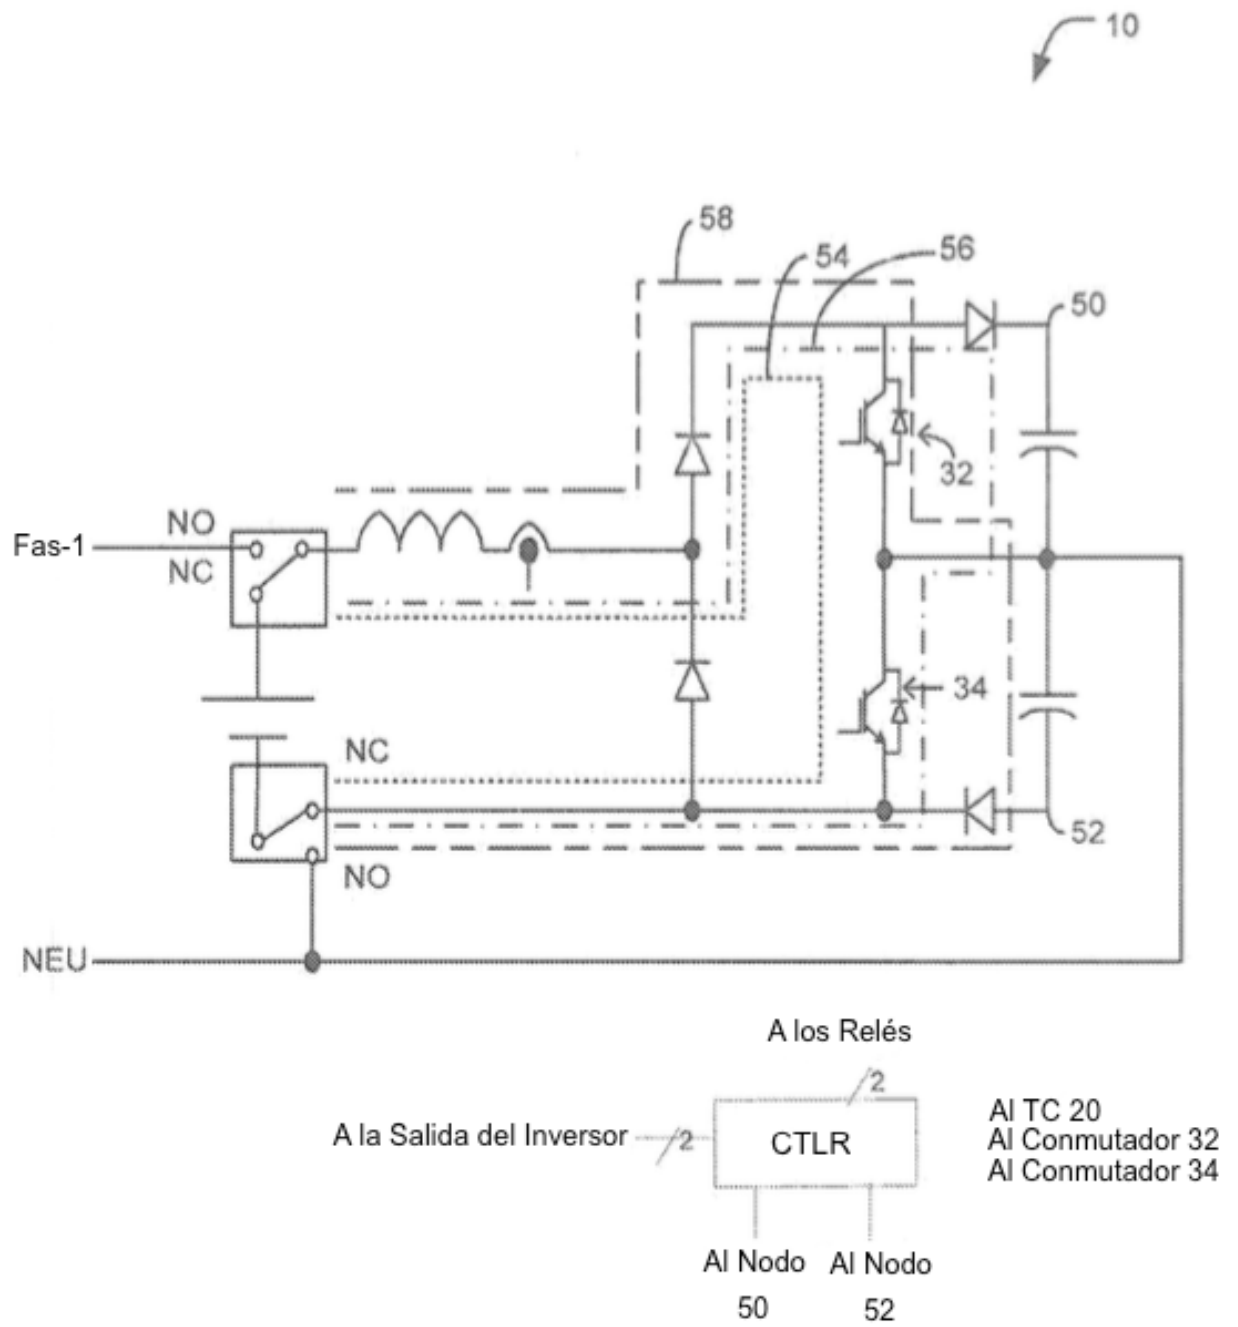 10
58
54
56
50
32
NO
Fas-1
NC
34
NC
52
NO
NEU
A los Relés
2
A la Salida del Inversor
2
CTLR
Al TC 20
Al Conmutador 32
Al Conmutador 34
Al Nodo
50
Al Nodo
52